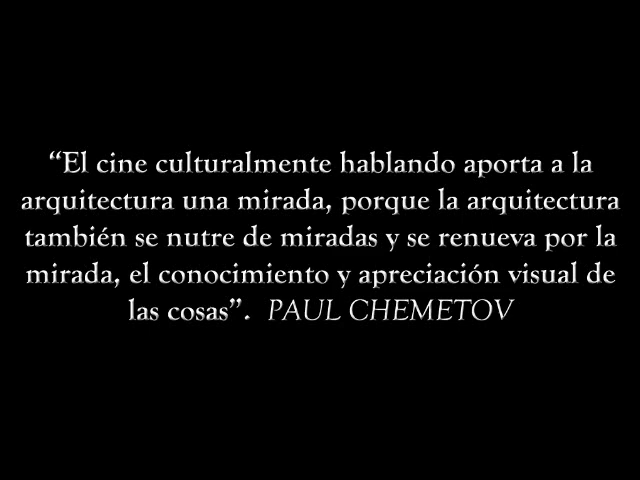 “El cine culturalmente hablando aporta a la
arquitectura una mirada, porque la arquitectura
también se nutre de miradas y se renueva por la
mirada, el conocimiento y apreciación visual de
las cosas”. PAUL CHEMETOV